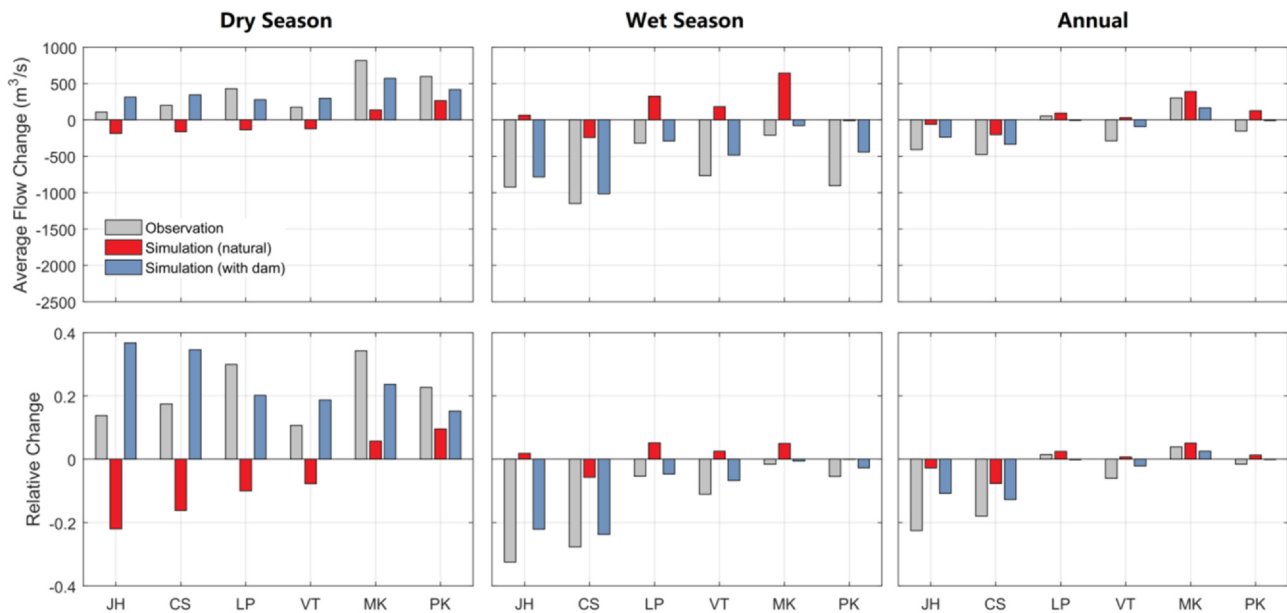 Dry Season
Wet Season
Annual
Average Flow Change (m³/s)
1000
500
0
-500
-1000
-1500
-2000
-2500
Observation
Simulation (natural)
Simulation (with dam)
Relative Change
0.4
0.2
0
-0.2
-0.4
JH CS LP VT MK PK
JH CS LP VT MK PK
JH CS LP VT MK PK